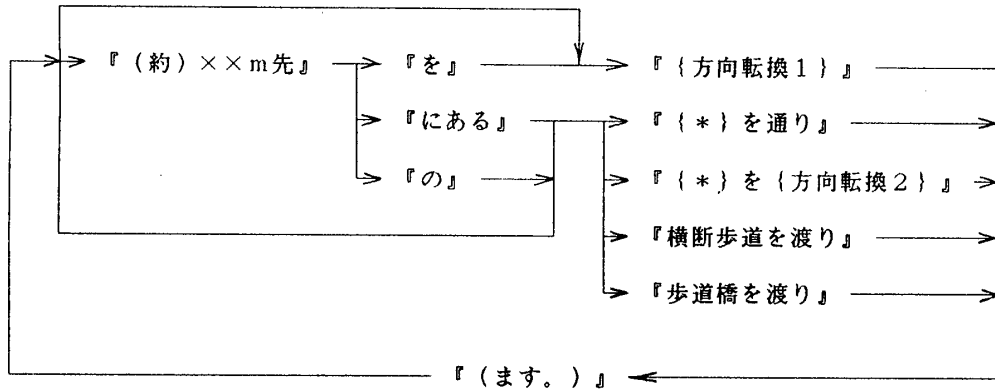 『(約)××m先』 『を』 『{方向転換1}』
『にある』 『{*}を通り』
『の』 『{*}を{方向転換2}』
『横断歩道を渡り』
『歩道橋を渡り』
『(ます。)』